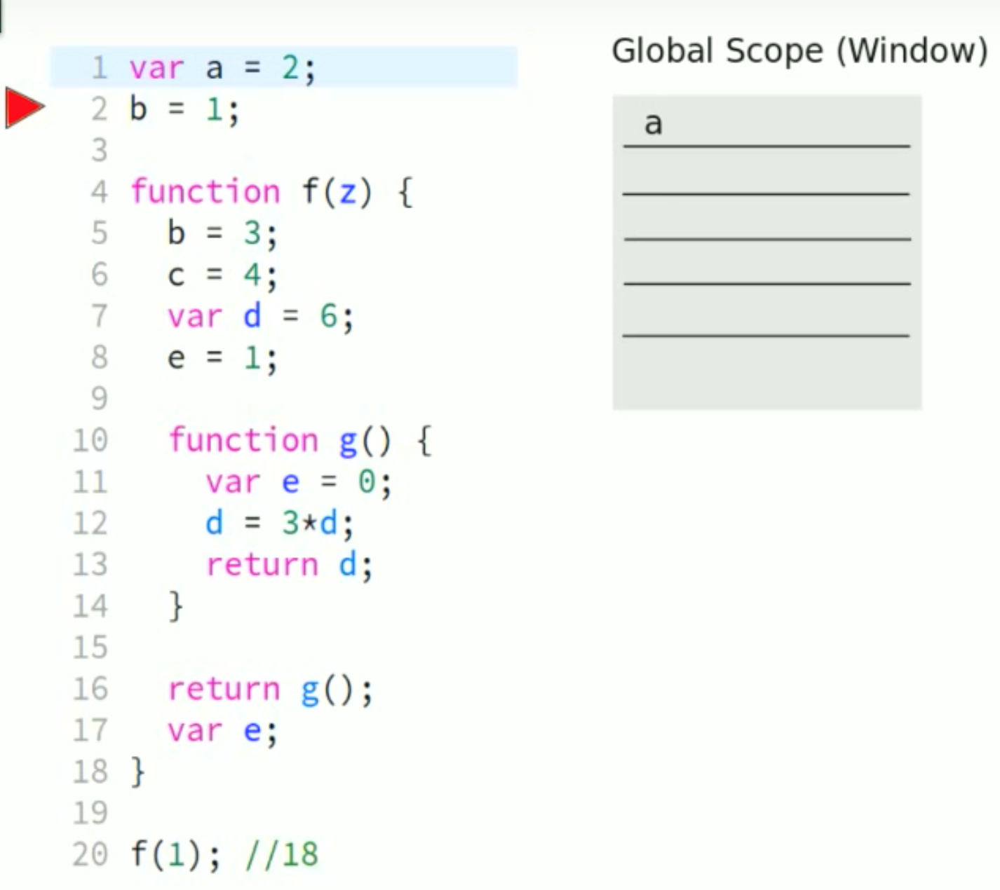 1 var a = 2;
2 b = 1;
3
4 function f(z) {
5   b = 3;
6   c = 4;
7   var d = 6;
8   e = 1;
9
10   function g() {
11     var e = 0;
12     d = 3*d;
13     return d;
14   }
15
16   return g();
17   var e;
18 }
19
20 f(1); //18
Global Scope (Window)
a